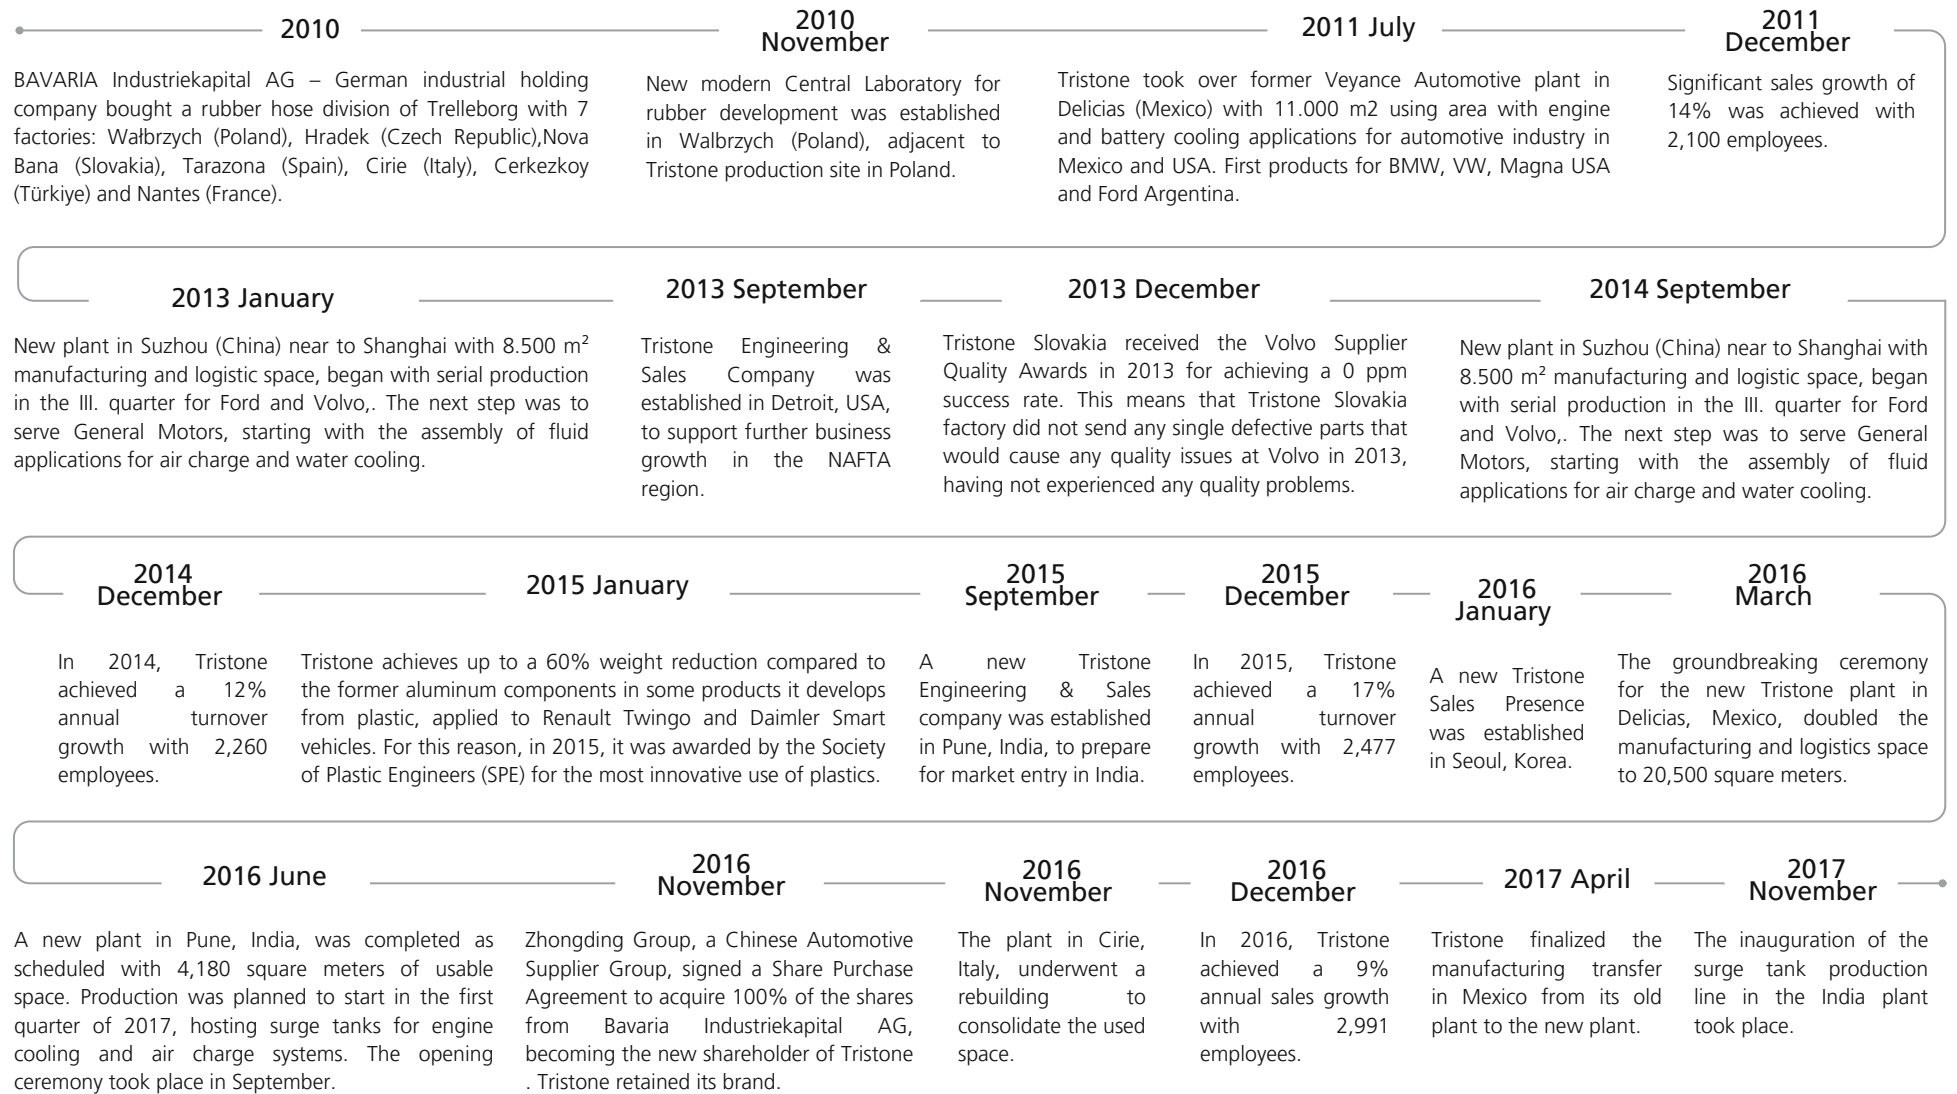 2010
BAVARIA Industriekapital AG – German industrial holding
company bought a rubber hose division of Trelleborg with 7
factories: Wałbrzych (Poland), Hradek (Czech Republic),Nova
Bana (Slovakia), Tarazona (Spain), Cirie (Italy), Cerkezkoy
(Türkiye) and Nantes (France).
2010
November
New modern Central Laboratory for
rubber development was established
in Walbrzych (Poland), adjacent to
Tristone production site in Poland.
2011 July
Tristone took over former Veyance Automotive plant in
Delicias (Mexico) with 11.000 m2 using area with engine
and battery cooling applications for automotive industry in
Mexico and USA. First products for BMW, VW, Magna USA
and Ford Argentina.
2011
December
Significant sales growth of
14% was achieved with
2,100 employees.
2013 January
New plant in Suzhou (China) near to Shanghai with 8.500 m²
manufacturing and logistic space, began with serial production
in the III. quarter for Ford and Volvo,. The next step was to
serve General Motors, starting with the assembly of fluid
applications for air charge and water cooling.
2013 September
Tristone Engineering &
Sales Company was
established in Detroit, USA,
to support further business
growth in the NAFTA
region.
2013 December
Tristone Slovakia received the Volvo Supplier
Quality Awards in 2013 for achieving a 0 ppm
success rate. This means that Tristone Slovakia
factory did not send any single defective parts that
would cause any quality issues at Volvo in 2013,
having not experienced any quality problems.
2014 September
New plant in Suzhou (China) near to Shanghai with
8.500 m² manufacturing and logistic space, began
with serial production in the III. quarter for Ford
and Volvo,. The next step was to serve General
Motors, starting with the assembly of fluid
applications for air charge and water cooling.
2014
December
In 2014, Tristone
achieved a 12%
annual turnover
growth with 2,260
employees.
2015 January
Tristone achieves up to a 60% weight reduction compared to
the former aluminum components in some products it develops
from plastic, applied to Renault Twingo and Daimler Smart
vehicles. For this reason, in 2015, it was awarded by the Society
of Plastic Engineers (SPE) for the most innovative use of plastics.
2015
September
A new Tristone
Engineering & Sales
company was established
in Pune, India, to prepare
for market entry in India.
2015
December
In 2015, Tristone
achieved a 17%
annual turnover
growth with 2,477
employees.
2016
January
A new Tristone
Sales Presence
was established
in Seoul, Korea.
2016
March
The groundbreaking ceremony
for the new Tristone plant in
Delicias, Mexico, doubled the
manufacturing and logistics space
to 20,500 square meters.
2016 June
A new plant in Pune, India, was completed as
scheduled with 4,180 square meters of usable
space. Production was planned to start in the first
quarter of 2017, hosting surge tanks for engine
cooling and air charge systems. The opening
ceremony took place in September.
2016
November
Zhongding Group, a Chinese Automotive
Supplier Group, signed a Share Purchase
Agreement to acquire 100% of the shares
from Bavaria Industriekapital AG,
becoming the new shareholder of Tristone
. Tristone retained its brand.
2016
November
The plant in Cirie,
Italy, underwent a
rebuilding to
consolidate the used
space.
2016
December
In 2016, Tristone
achieved a 9%
annual sales growth
with 2,991
employees.
2017 April
Tristone finalized the
manufacturing transfer
in Mexico from its old
plant to the new plant.
2017
November
The inauguration of the
surge tank production
line in the India plant
took place.